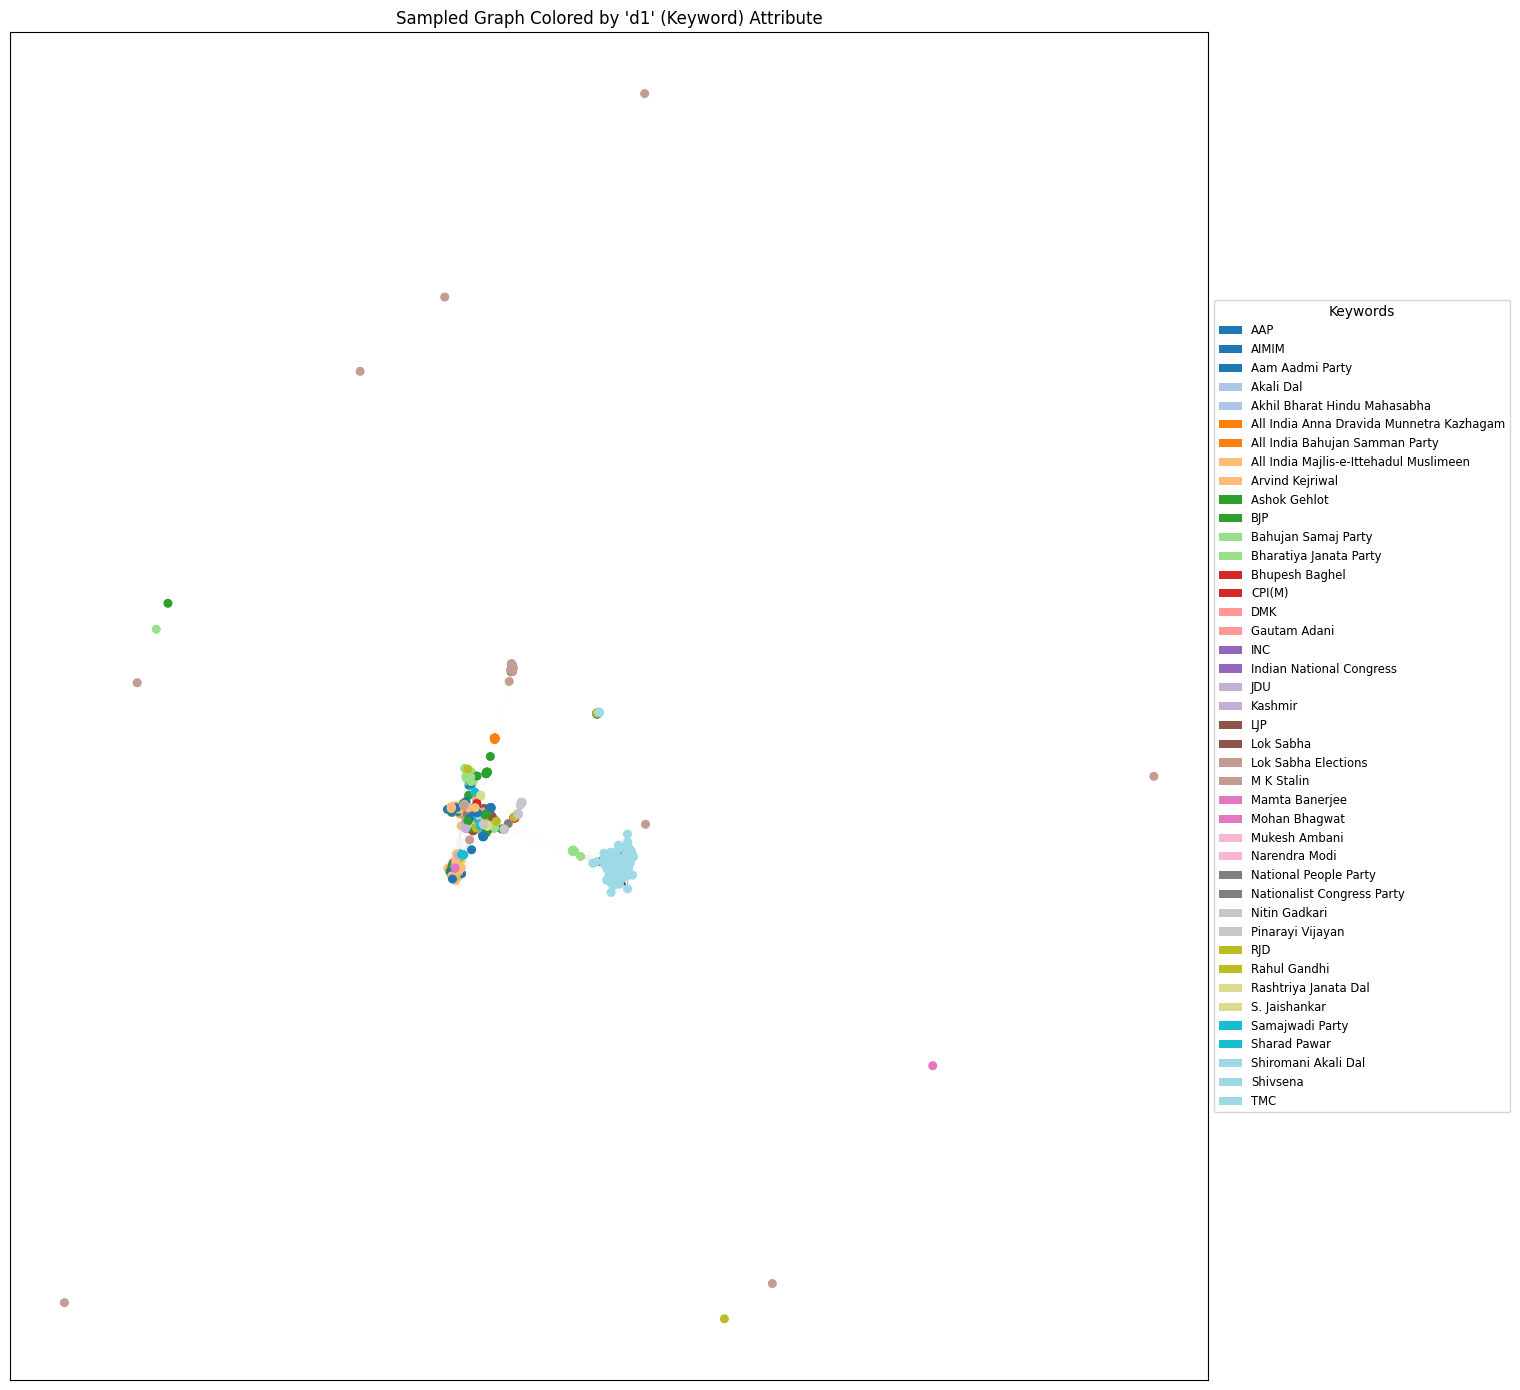 Sampled Graph Colored by 'd1' (Keyword) Attribute
Keywords
AAP
AIMIM
Aam Aadmi Party
Akali Dal
Akhil Bharat Hindu Mahasabha
All India Anna Dravida Munnetra Kazhagam
All India Bahujan Samman Party
All India Majlis-e-Ittehadul Muslimeen
Arvind Kejriwal
Ashok Gehlot
BJP
Bahujan Samaj Party
Bharatiya Janata Party
Bhupesh Baghel
CPI(M)
DMK
Gautam Adani
INC
Indian National Congress
JDU
Kashmir
LJP
Lok Sabha
Lok Sabha Elections
M K Stalin
Mamta Banerjee
Mohan Bhagwat
Mukesh Ambani
Narendra Modi
National People Party
Nationalist Congress Party
Nitin Gadkari
Pinarayi Vijayan
RJD
Rahul Gandhi
Rashtriya Janata Dal
S. Jaishankar
Samajwadi Party
Sharad Pawar
Shiromani Akali Dal
Shivsena
TMC